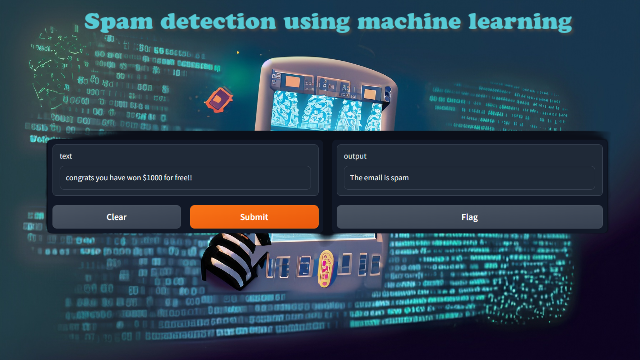 Spam detection using machine learning
text
congrats you have won $1000 for free!!
Clear
Submit
output
The email is spam
Flag